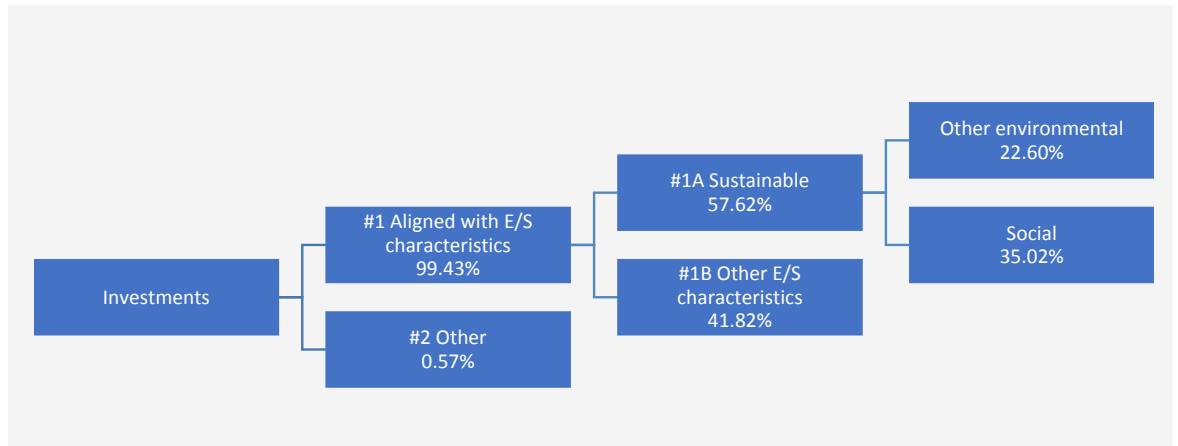 Investments
#1 Aligned with E/S
characteristics
99.43%
#2 Other
0.57%
#1A Sustainable
57.62%
#1B Other E/S
characteristics
41.82%
Other environmental
22.60%
Social
35.02%